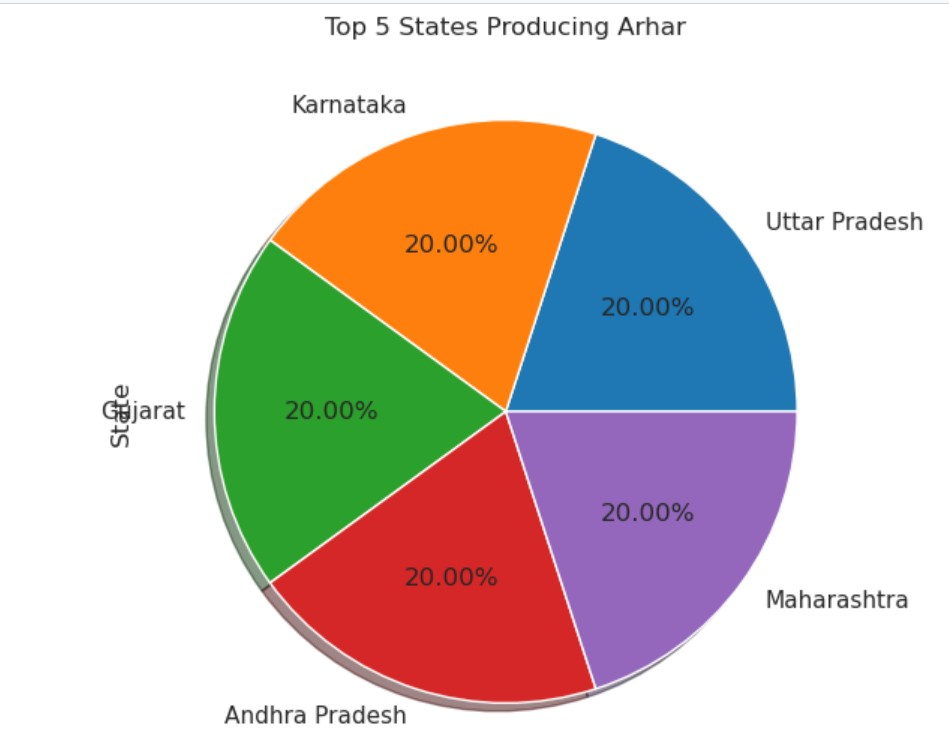 Top 5 States Producing Arhar
Karnataka
Uttar Pradesh
20.00%
20.00%
Gujarat
State
20.00%
20.00%
20.00%
Maharashtra
Andhra Pradesh